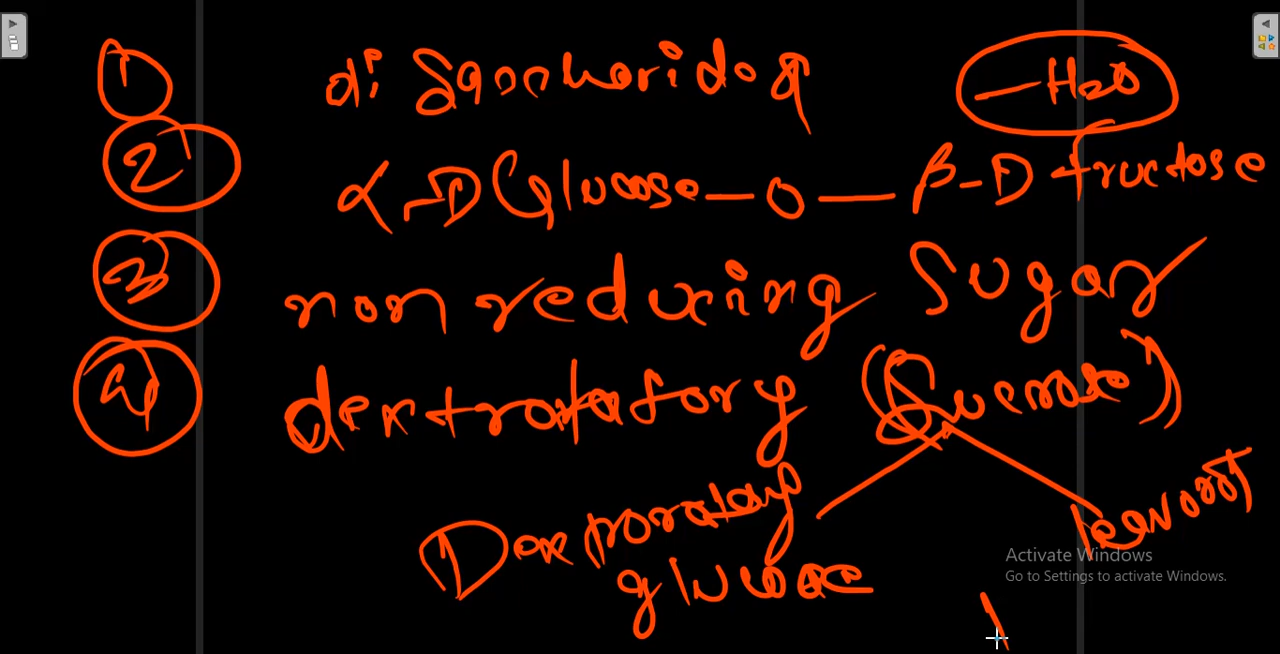 1 di Saccharides —H2O
2 α-D Glucose—O—β-D fructose
3 non reducing Sugar
4 dextrorotatory (Sucrose)
glucose
Activate Windows
Go to Settings to activate Windows.